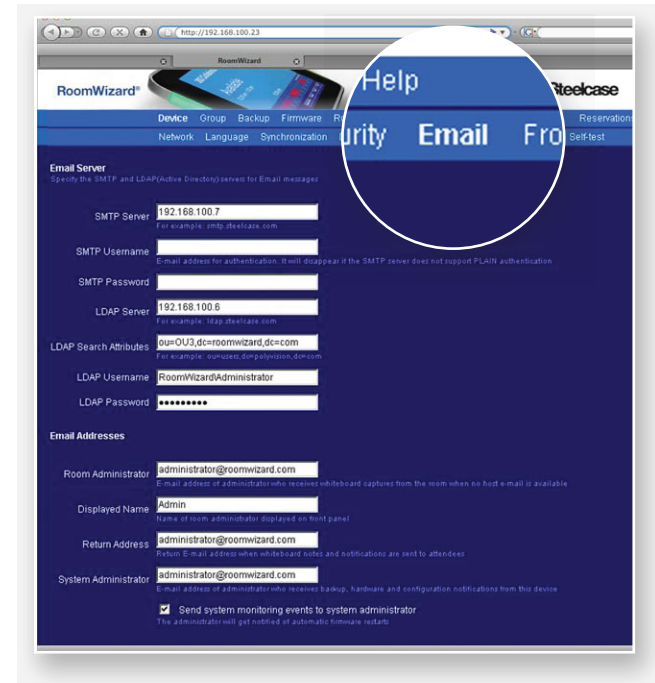 http://192.168.100.23
RoomWizard
RoomWizard®
Steelcase
Help
Device Group Backup Firmware
Reservations
Network Language Synchronization
urity Email Fro
Self-test
Email Server
Specify the SMTP and LDAP(Active Directory) servers for Email messages
SMTP Server 192.168.100.7
For example: smtp.steelcase.com
SMTP Username
E-mail address for authentication. It will disappear if the SMTP server does not support PLAIN authentication
SMTP Password
LDAP Server 192.168.100.6
For example: ldap.steelcase.com
LDAP Search Attributes ou=OU3,dc=roomwizard,dc=com
For example: ou=users,dc=polyvision,dc=com
LDAP Username RoomWizard\Administrator
LDAP Password •••••••••
Email Addresses
Room Administrator administrator@roomwizard.com
E-mail address of administrator who receives whiteboard captures from the room when no host e-mail is available
Displayed Name Admin
Name of room administrator displayed on front panel
Return Address administrator@roomwizard.com
Return E-mail address when whiteboard notes and notifications are sent to attendees
System Administrator administrator@roomwizard.com
E-mail address of administrator who receives backup, hardware and configuration notifications from this device
Send system monitoring events to system administrator
The administrator will get notified of automatic firmware restarts